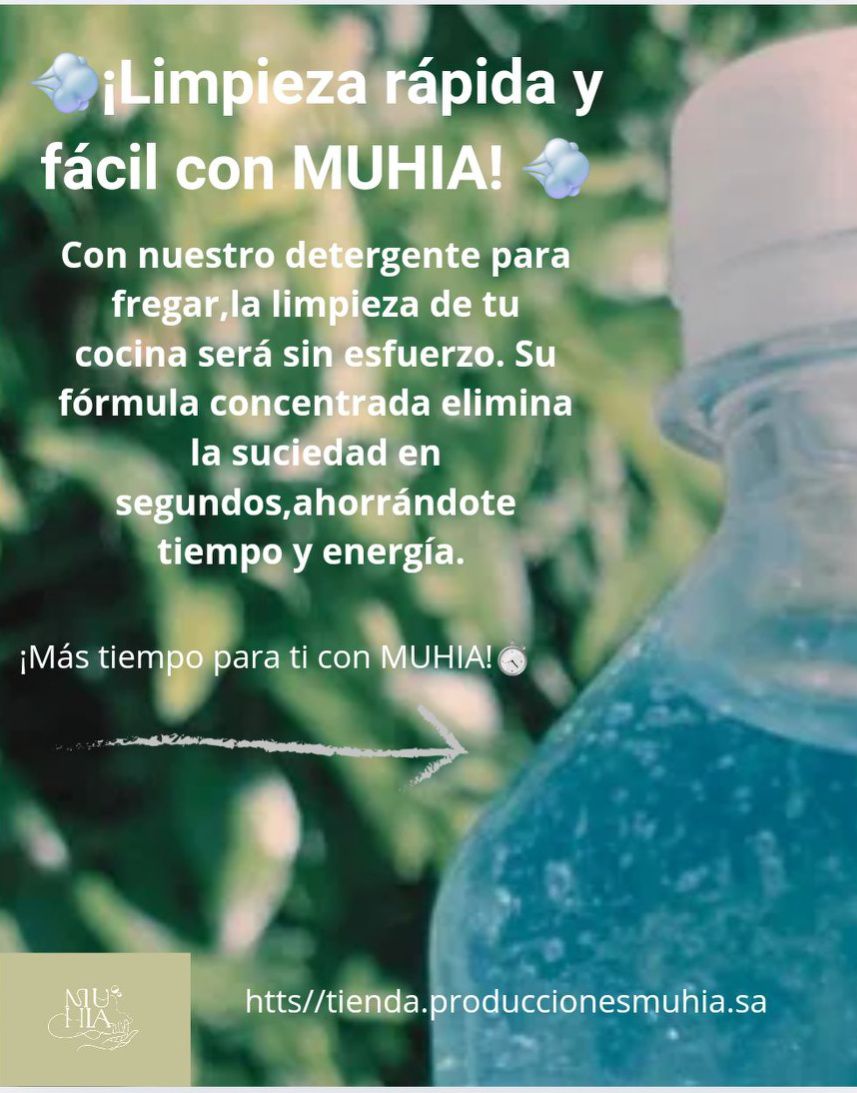 💨¡Limpieza rápida y
fácil con MUHIA! 💨
Con nuestro detergente para
fregar,la limpieza de tu
cocina será sin esfuerzo. Su
fórmula concentrada elimina
la suciedad en
segundos,ahorrándote
tiempo y energía.
¡Más tiempo para ti con MUHIA!⏱
MU
HIA
htts//tienda.produccionesmuhia.sa